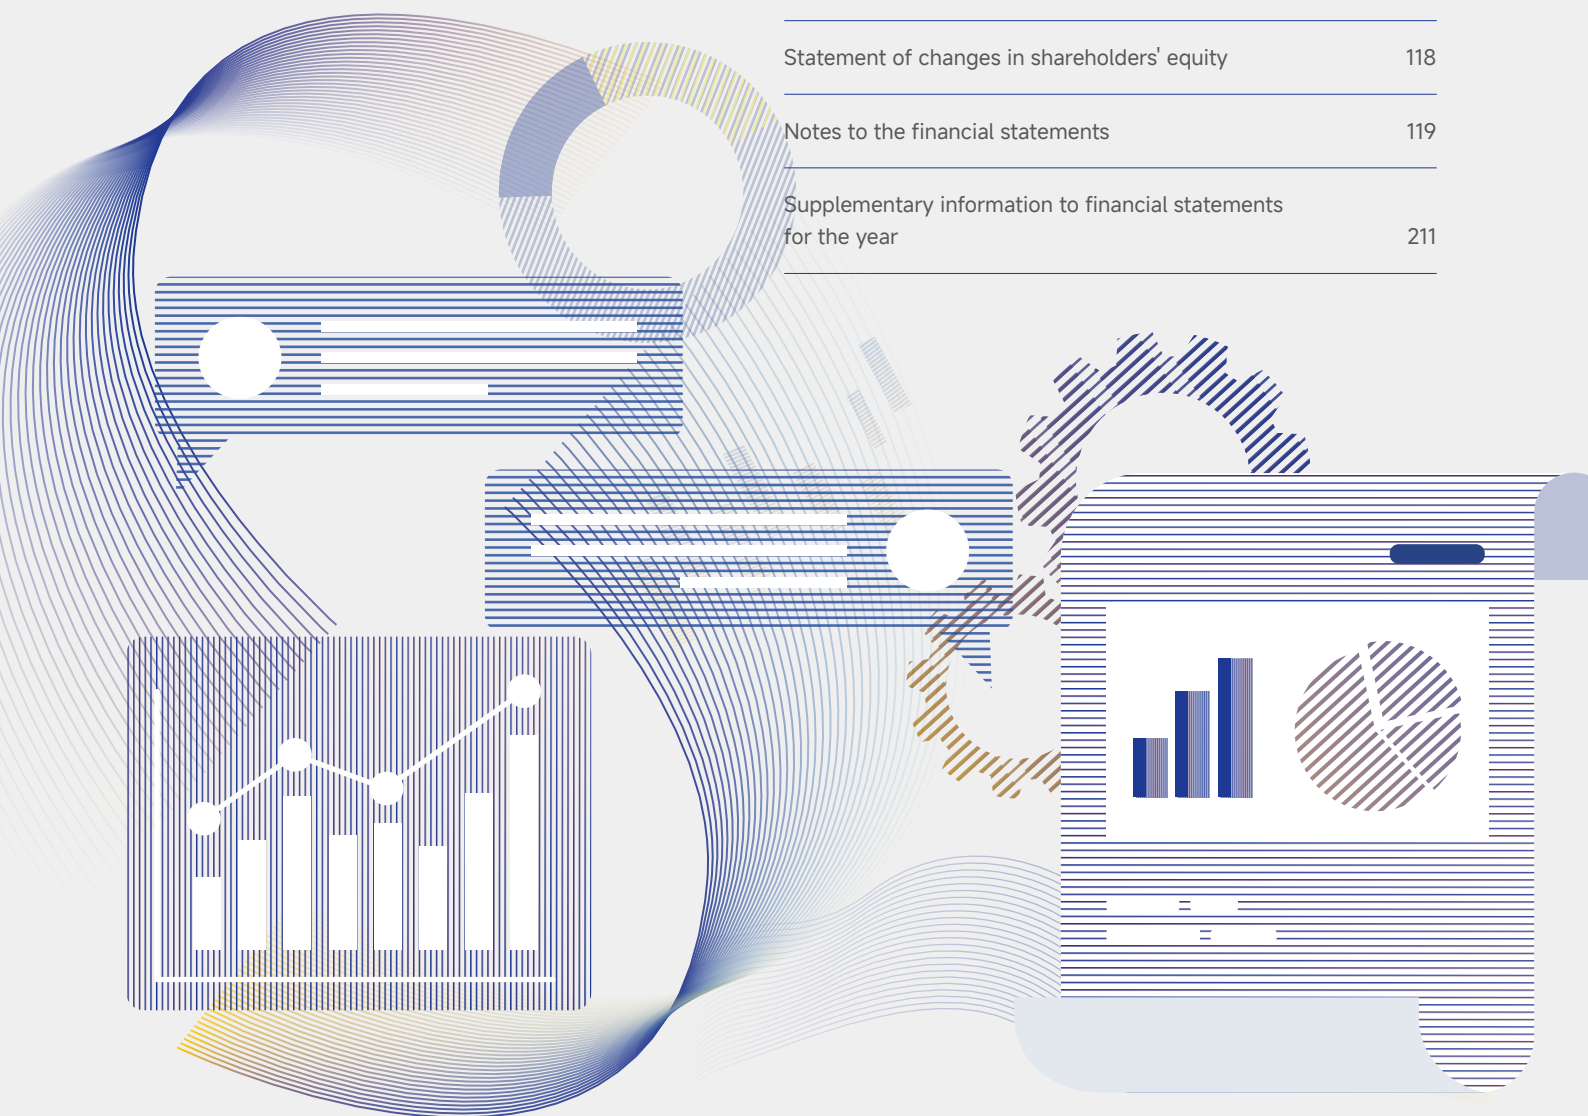 Statement of changes in shareholders' equity 118
Notes to the financial statements 119
Supplementary information to financial statements
for the year 211